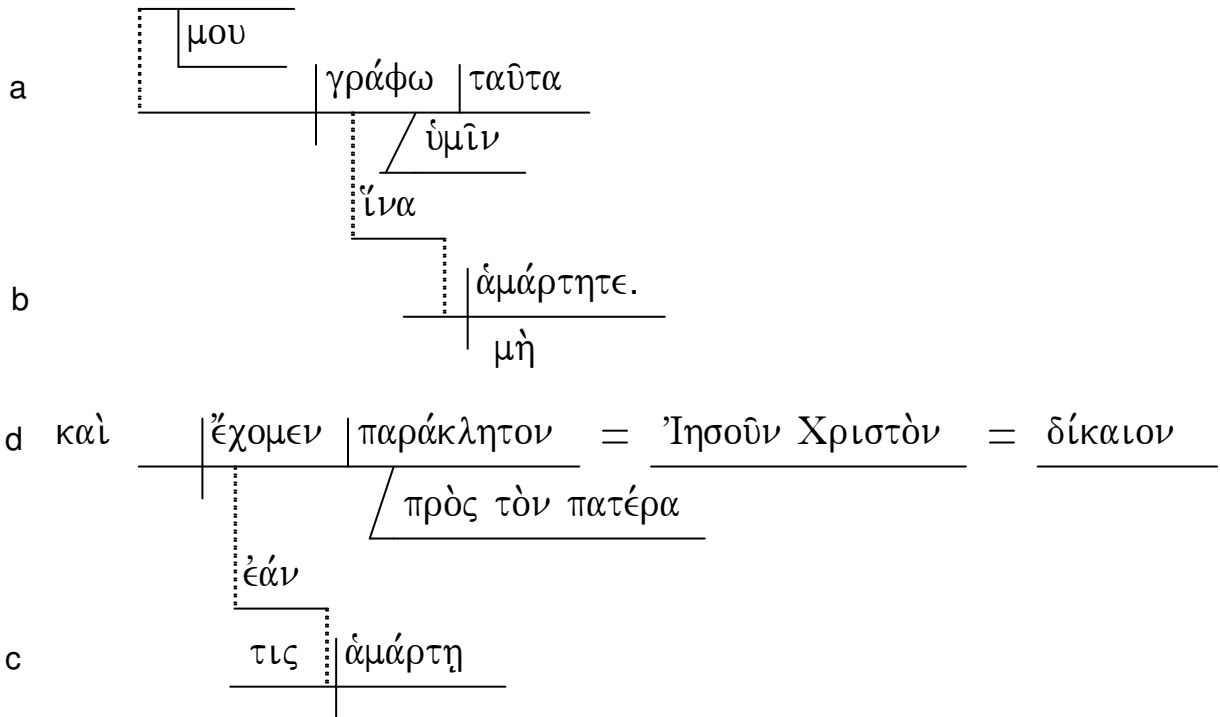 μου
a γράφω ταῦτα
ὑμῖν
ἵνα
b ἁμάρτητε.
μὴ
d καὶ ἔχομεν παράκλητον = Ἰησοῦν Χριστὸν = δίκαιον
πρὸς τὸν πατέρα
ἐάν
c τις ἁμάρτῃ